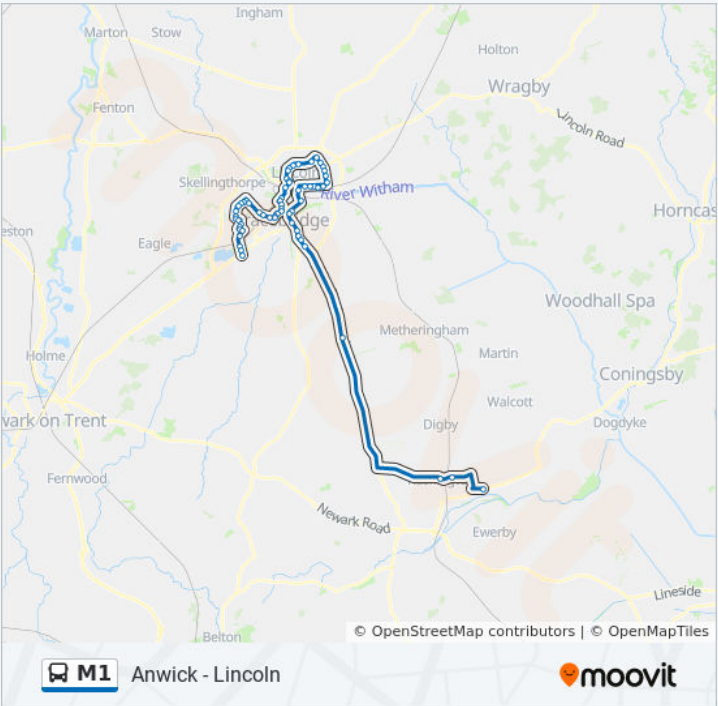 Ingham
Marton
Stow
Holton
Wragby
Fenton
Lincoln Road
Lincoln
Skellingthorpe
River Witham
Horncas
eston
Eagle
Woodhall Spa
Metheringham
Holme
Martin
Coningsby
Walcott
wark on Trent
Digby
Dogdyke
Fernwood
Newark Road
Ewerby
Lineside
Belton
© OpenStreetMap contributors | © OpenMapTiles
M1 Anwick - Lincoln
moovit